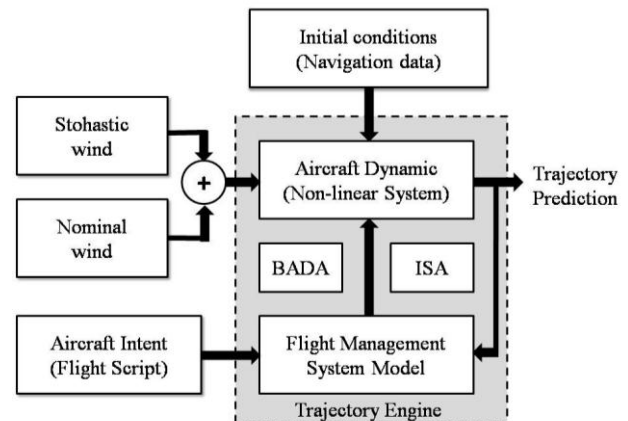 Initial conditions
(Navigation data)
Stohastic
wind
+
Nominal
wind
Aircraft Dynamic
(Non-linear System)
Trajectory
Prediction
BADA
ISA
Aircraft Intent
(Flight Script)
Flight Management
System Model
Trajectory Engine